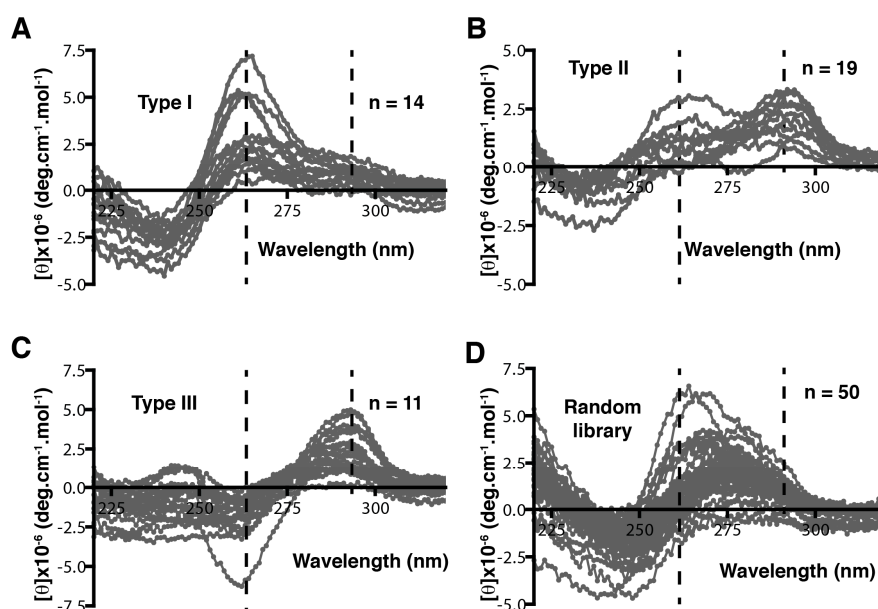 A
[θ]x10⁻⁶ (deg.cm⁻¹.mol⁻¹)
7.5
5.0
2.5
0.0
-2.5
-5.0
Type I
n = 14
225
250
275
300
Wavelength (nm)
B
[θ]x10⁻⁶ (deg.cm⁻¹.mol⁻¹)
5.0
2.5
0.0
-2.5
-5.0
Type II
n = 19
225
250
275
300
Wavelength (nm)
C
[θ]x10⁻⁶ (deg.cm⁻¹.mol⁻¹)
7.5
5.0
2.5
0.0
-2.5
-5.0
-7.5
Type III
n = 11
225
250
275
300
Wavelength (nm)
D
[θ]x10⁻⁶ (deg.cm⁻¹.mol⁻¹)
7.5
5.0
2.5
0.0
-2.5
-5.0
Random
library
n = 50
225
250
275
300
Wavelength (nm)